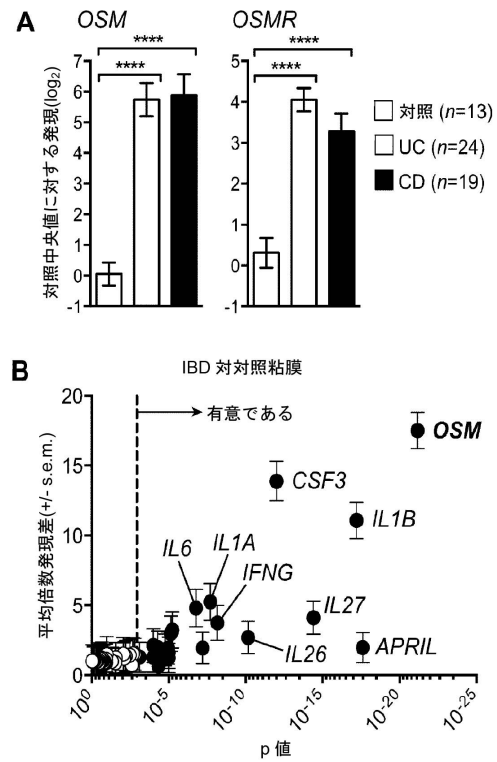 A
OSM
OSMR
****
****
****
****
対照中央値に対する発現(log2)
7
6
5
4
3
2
1
0
-1
5
4
3
2
1
0
-1
対照 (n=13)
UC (n=24)
CD (n=19)
B
IBD 対対照粘膜
有意である
平均倍数発現差(+/- s.e.m.)
20
15
10
5
0
OSM
CSF3
IL1B
IL6
IL1A
IFNG
IL27
IL26
APRIL
10⁰
10⁻⁵
10⁻¹⁰
10⁻¹⁵
10⁻²⁰
10⁻²⁵
p 値